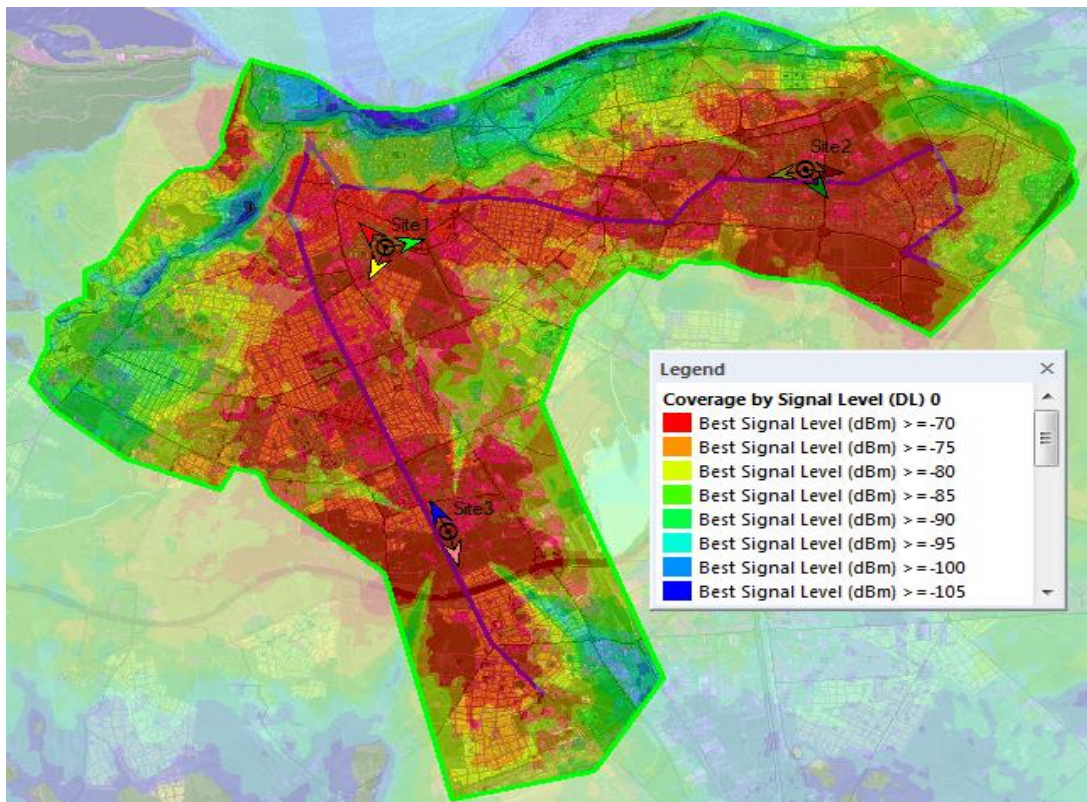 Site2
Site1
Site3
Legend
Coverage by Signal Level (DL) 0
Best Signal Level (dBm) >=-70
Best Signal Level (dBm) >=-75
Best Signal Level (dBm) >=-80
Best Signal Level (dBm) >=-85
Best Signal Level (dBm) >=-90
Best Signal Level (dBm) >=-95
Best Signal Level (dBm) >=-100
Best Signal Level (dBm) >=-105